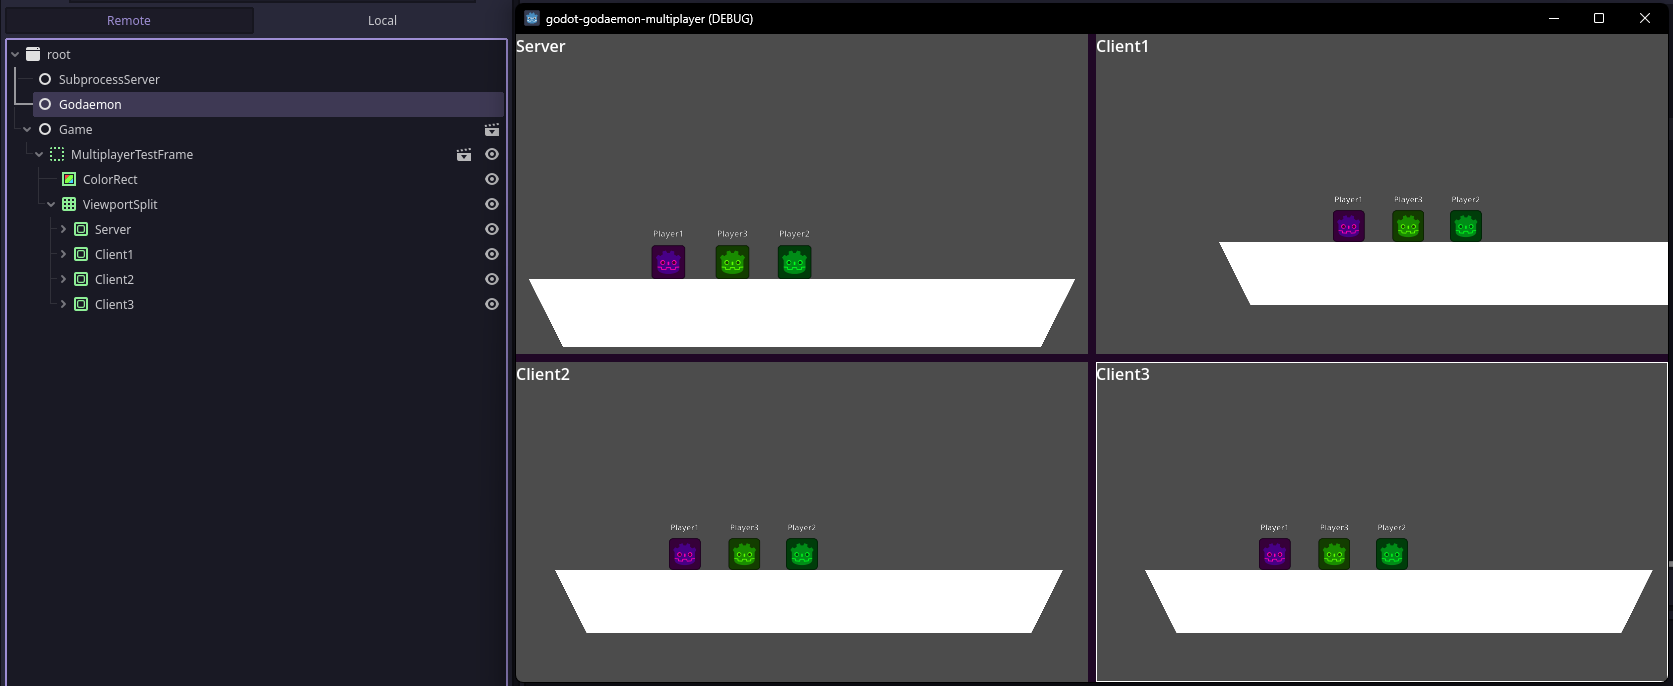 Remote
Local
root
SubprocessServer
Godaemon
Game
MultiplayerTestFrame
ColorRect
ViewportSplit
Server
Client1
Client2
Client3
godot-godaemon-multiplayer (DEBUG)
Server
Player1 Player3 Player2
Client1
Player1 Player3 Player2
Client2
Player1 Player3 Player2
Client3
Player1 Player3 Player2